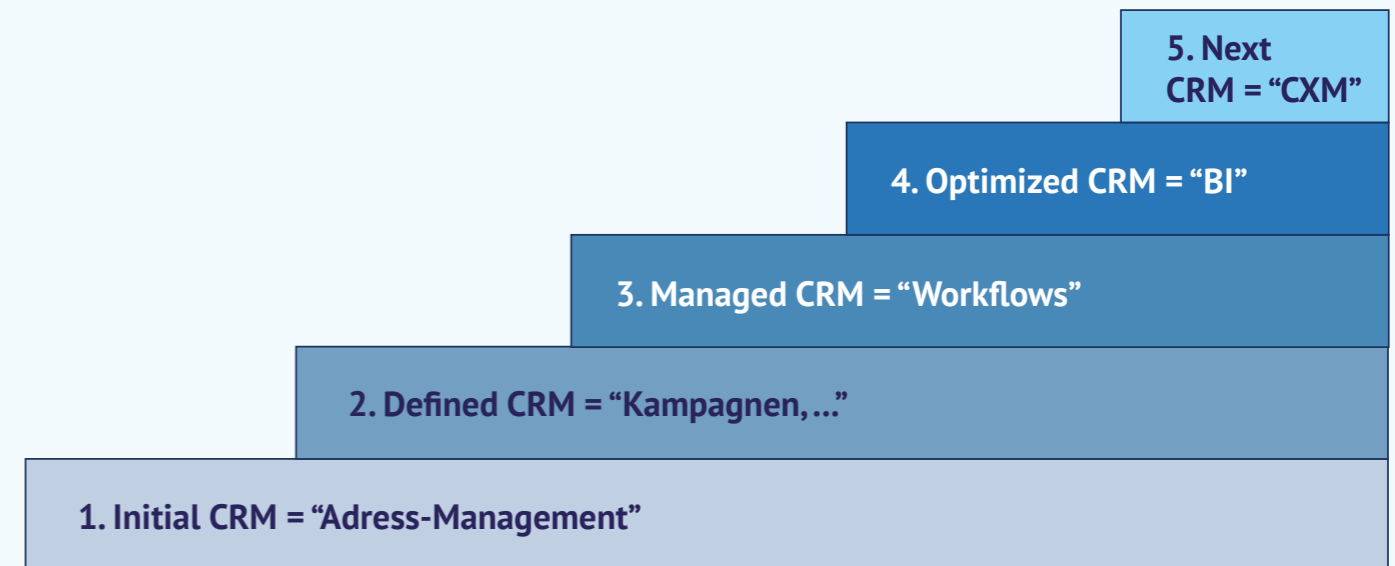 5. Next
CRM = “CXM”
4. Optimized CRM = “BI”
3. Managed CRM = “Workflows”
2. Defined CRM = “Kampagnen, ...”
1. Initial CRM = “Adress-Management”